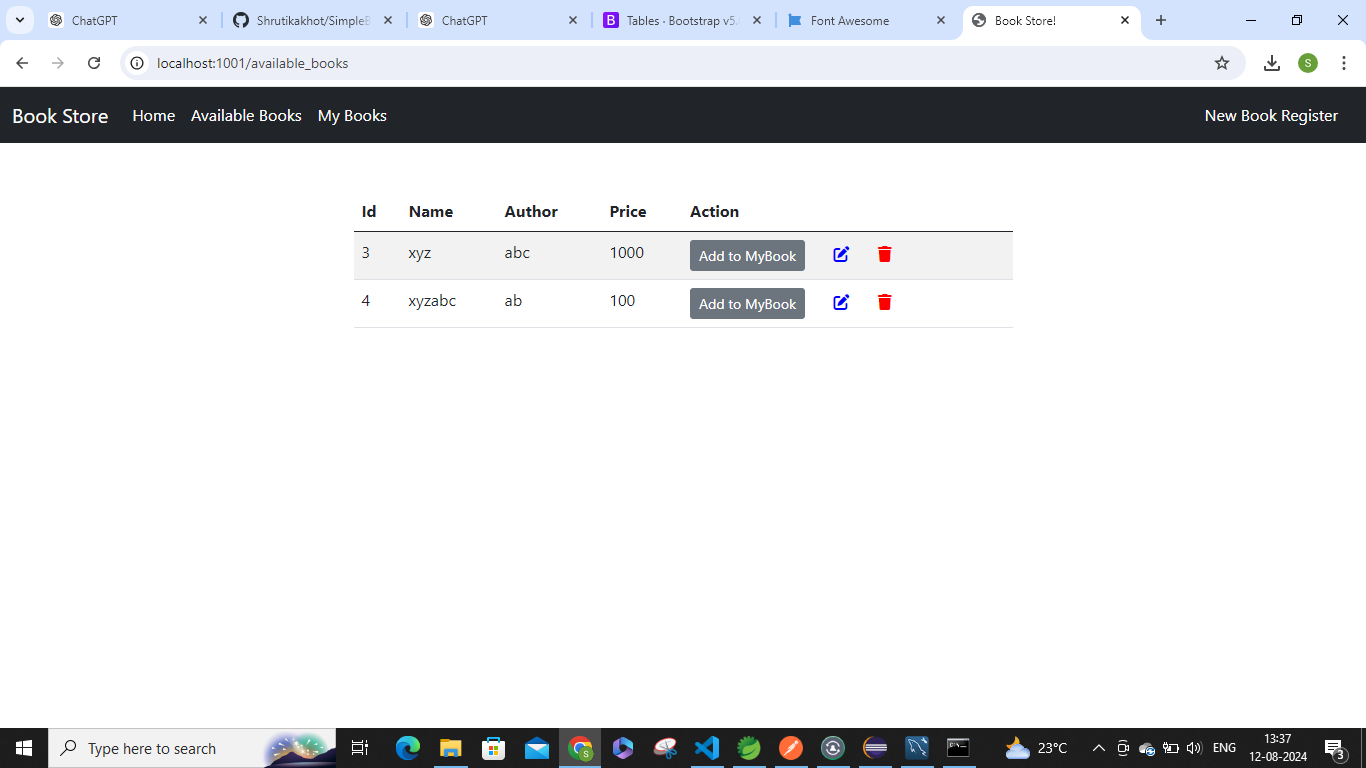 ChatGPT
Shrutikakhot/SimpleB
ChatGPT
Tables · Bootstrap v5.
Font Awesome
Book Store!
localhost:1001/available_books
S
Book Store Home Available Books My Books New Book Register
Id Name Author Price Action
3 xyz abc 1000 Add to MyBook
4 xyzabc ab 100 Add to MyBook
Type here to search
23°C
ENG
13:37
12-08-2024
3